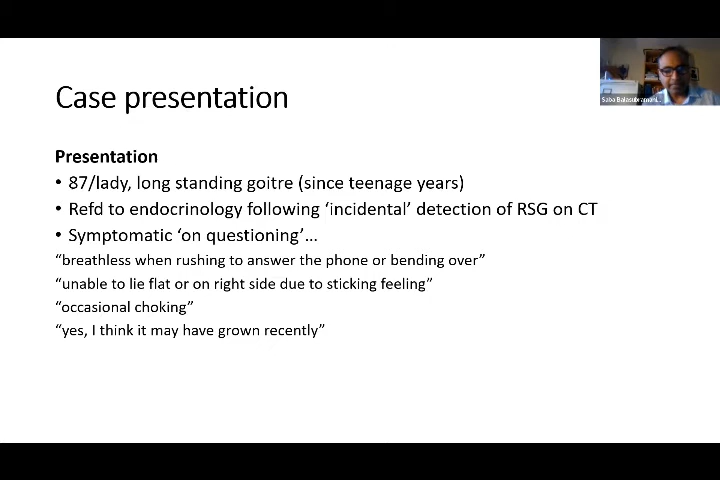 Case presentation
Saba Balasubramani...
Presentation
• 87/lady, long standing goitre (since teenage years)
• Refd to endocrinology following ‘incidental’ detection of RSG on CT
• Symptomatic ‘on questioning’…
“breathless when rushing to answer the phone or bending over”
“unable to lie flat or on right side due to sticking feeling”
“occasional choking”
“yes, I think it may have grown recently”